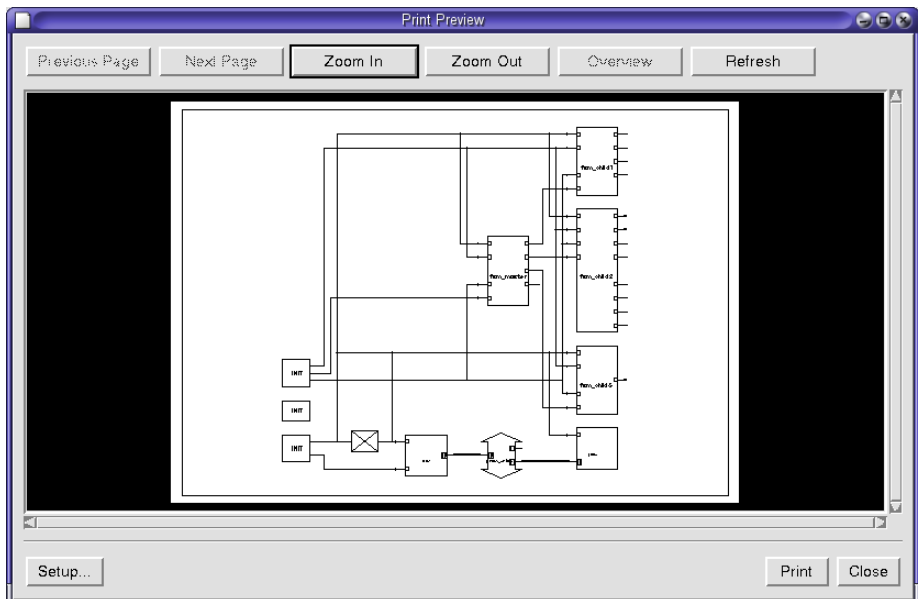 Print Preview
Previous Page Next Page Zoom In Zoom Out Overview Refresh
fsm_child1
fsm_master
fsm_child2
INIT
fsm_child5
INIT
INIT
Setup... Print Close